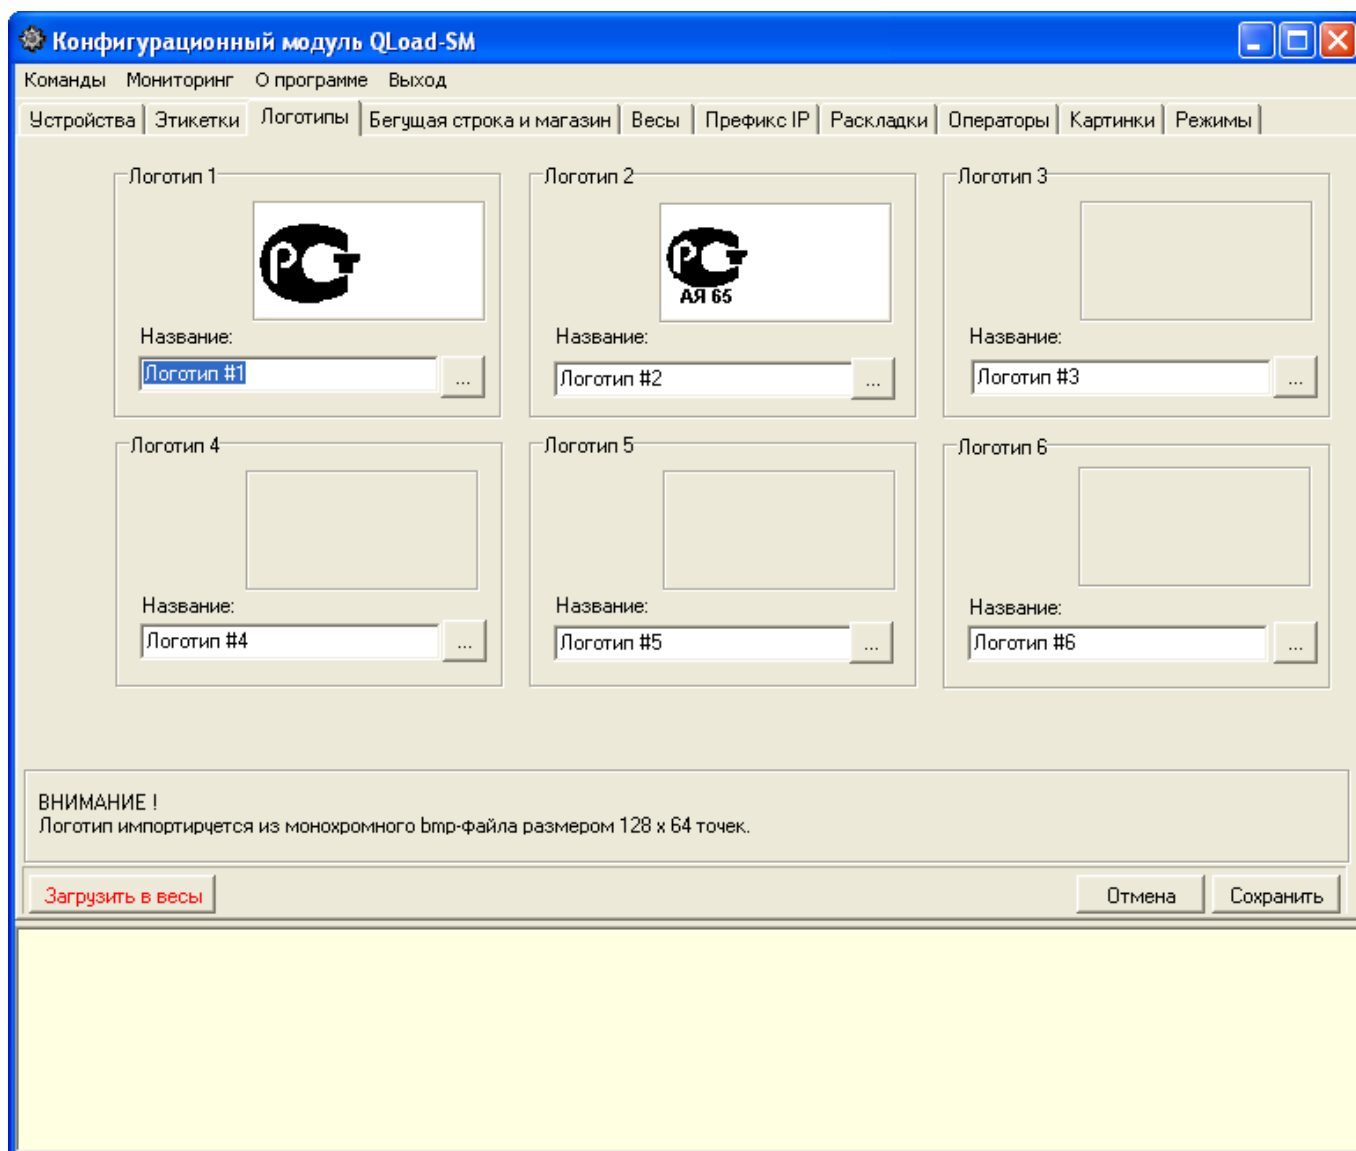 Конфигурационный модуль QLoad-SM
Команды Мониторинг О программе Выход
Устройства Этикетки Логотипы Бегущая строка и магазин Весы Префикс IP Раскладки Операторы Картинки Режимы
Логотип 1 Логотип 2 Логотип 3
РСТ РСТ
АЯ 65
Название: Название: Название:
Логотип #1 ... Логотип #2 ... Логотип #3 ...
Логотип 4 Логотип 5 Логотип 6
Название: Название: Название:
Логотип #4 ... Логотип #5 ... Логотип #6 ...
ВНИМАНИЕ !
Логотип импортируется из монохромного bmp-файла размером 128 x 64 точек.
Загрузить в весы Отмена Сохранить